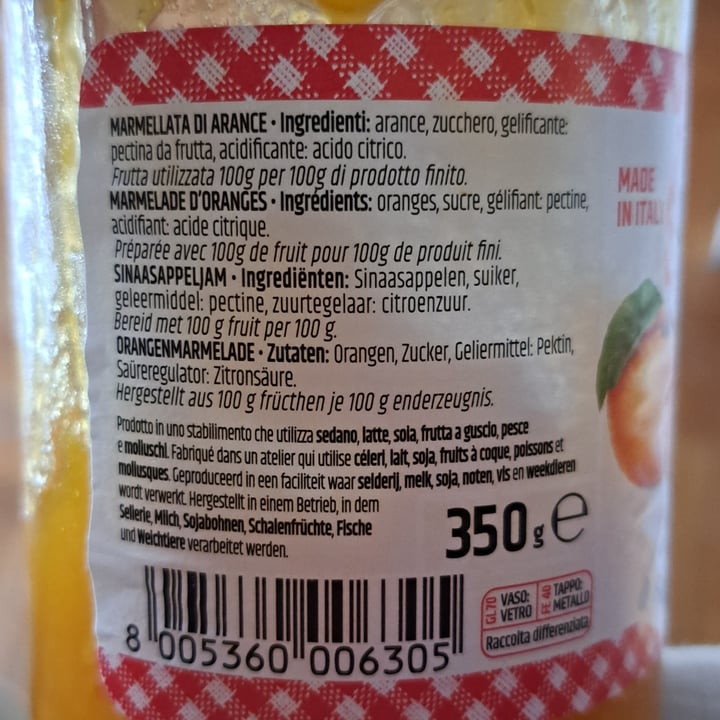 MARMELLATA DI ARANCE • Ingredienti: arance, zucchero, gelificante:
pectina da frutta, acidificante: acido citrico.
Frutta utilizzata 100g per 100g di prodotto finito.
MARMELADE D'ORANGES • Ingrédients: oranges, sucre, gélifiant: pectine,
acidifiant: acide citrique.
Préparée avec 100g de fruit pour 100g de produit fini.
SINAASAPPELJAM • Ingrediënten: Sinaasappelen, suiker,
geleermiddel: pectine, zuurtegelaar: citroenzuur.
Bereid met 100 g fruit per 100 g.
ORANGENMARMELADE • Zutaten: Orangen, Zucker, Geliermittel: Pektin,
Saüreregulator: Zitronsäure.
Hergestellt aus 100 g früchten je 100 g enderzeugnis.
Prodotto in uno stabilimento che utilizza sedano, latte, soia, frutta a guscio, pesce
e molluschi. Fabriqué dans un atelier qui utilise céleri, lait, soja, fruits à coque, poissons et
mollusques. Geproduceerd in een faciliteit waar selderij, melk, soja, noten, vis en weekdieren
wordt verwerkt. Hergestellt in einem Betrieb, in dem
Sellerie, Milch, Sojabohnen, Schalenfrüchte, Fische
und Weichtiere verarbeitet werden.
350 g e
MADE
IN ITALY
8 005360 006305
GL 70 VASO: VETRO
FE 40 TAPPO: METALLO
Raccolta differenziata